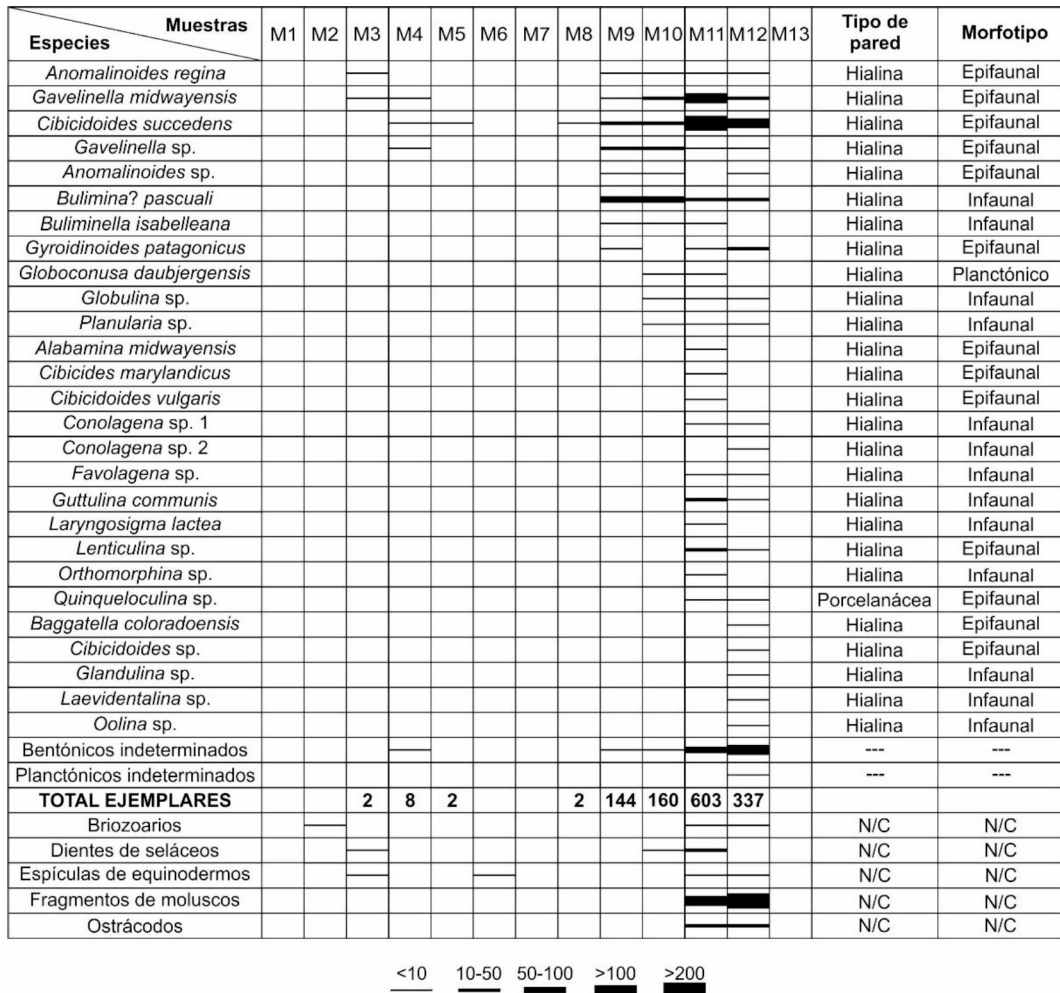 Muestras
Especies
M1 M2 M3 M4 M5 M6 M7 M8 M9 M10 M11 M12 M13 Tipo de pared Morfotipo
Anomalinoides regina Hialina Epifaunal
Gavelinella midwayensis Hialina Epifaunal
Cibicidoides succedens Hialina Epifaunal
Gavelinella sp. Hialina Epifaunal
Anomalinoides sp. Hialina Epifaunal
Bulimina? pascuali Hialina Infaunal
Buliminella isabelleana Hialina Infaunal
Gyroidinoides patagonicus Hialina Epifaunal
Globoconusa daubjergensis Hialina Planctónico
Globulina sp. Hialina Infaunal
Planularia sp. Hialina Infaunal
Alabamina midwayensis Hialina Epifaunal
Cibicides marylandicus Hialina Epifaunal
Cibicidoides vulgaris Hialina Epifaunal
Conolagena sp. 1 Hialina Infaunal
Conolagena sp. 2 Hialina Infaunal
Favolagena sp. Hialina Infaunal
Guttulina communis Hialina Infaunal
Laryngosigma lactea Hialina Infaunal
Lenticulina sp. Hialina Epifaunal
Orthomorphina sp. Hialina Infaunal
Quinqueloculina sp. Porcelanácea Epifaunal
Baggatella coloradoensis Hialina Epifaunal
Cibicidoides sp. Hialina Epifaunal
Glandulina sp. Hialina Infaunal
Laevidentalina sp. Hialina Infaunal
Oolina sp. Hialina Infaunal
Bentónicos indeterminados --- ---
Planctónicos indeterminados --- ---
TOTAL EJEMPLARES 2 8 2 2 144 160 603 337
Briozoarios N/C N/C
Dientes de seláceos N/C N/C
Espículas de equinodermos N/C N/C
Fragmentos de moluscos N/C N/C
Ostrácodos N/C N/C
<10 10-50 50-100 >100 >200